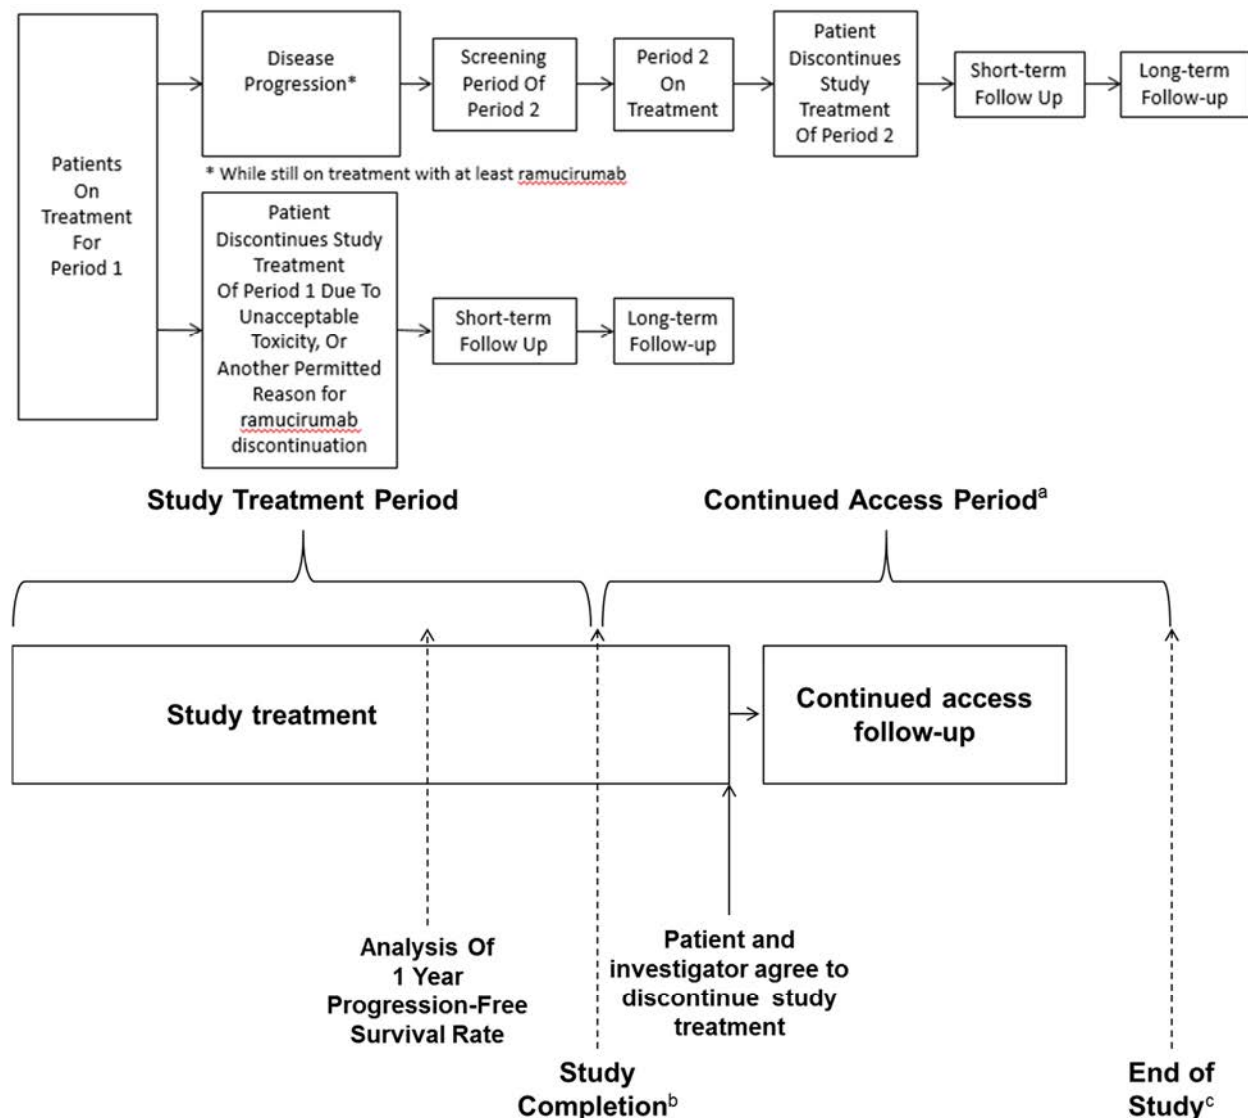 Patients
On
Treatment
For
Period 1
Disease
Progression*
Screening
Period Of
Period 2
Period 2
On
Treatment
Patient
Discontinues
Study
Treatment
Of Period 2
Short-term
Follow Up
Long-term
Follow-up
* While still on treatment with at least ramucirumab
Patient
Discontinues Study
Treatment
Of Period 1 Due To
Unacceptable
Toxicity, Or
Another Permitted
Reason for
ramucirumab
discontinuation
Short-term
Follow Up
Long-term
Follow-up
Study Treatment Period
Continued Access Periodᵃ
Study treatment
Continued access
follow-up
Analysis Of
1 Year
Progression-Free
Survival Rate
Patient and
investigator agree to
discontinue study
treatment
Study
Completionᵇ
End of
Studyᶜ